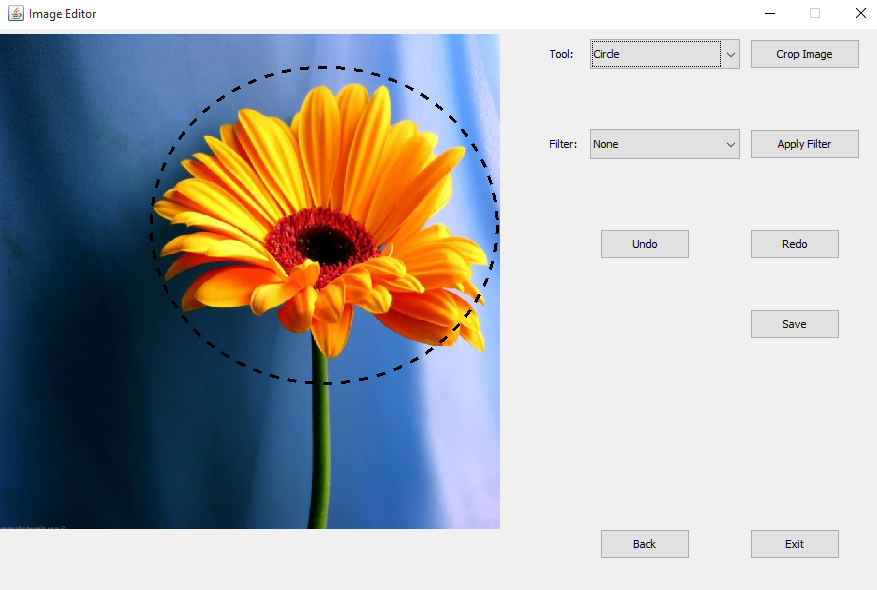 Image Editor
Tool: Circle Crop Image
Filter: None Apply Filter
Undo Redo
Save
Back Exit